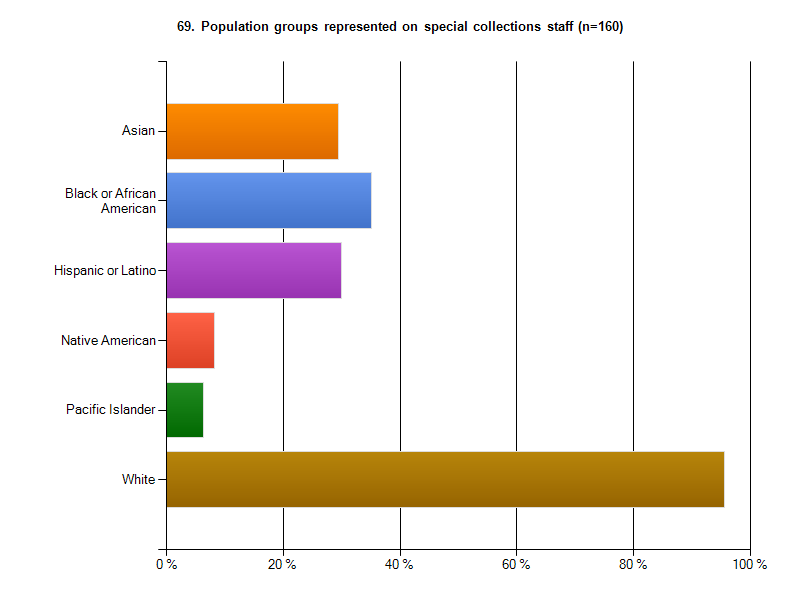 69. Population groups represented on special collections staff (n=160)
Asian
Black or African
American
Hispanic or Latino
Native American
Pacific Islander
White
0 %
20 %
40 %
60 %
80 %
100 %